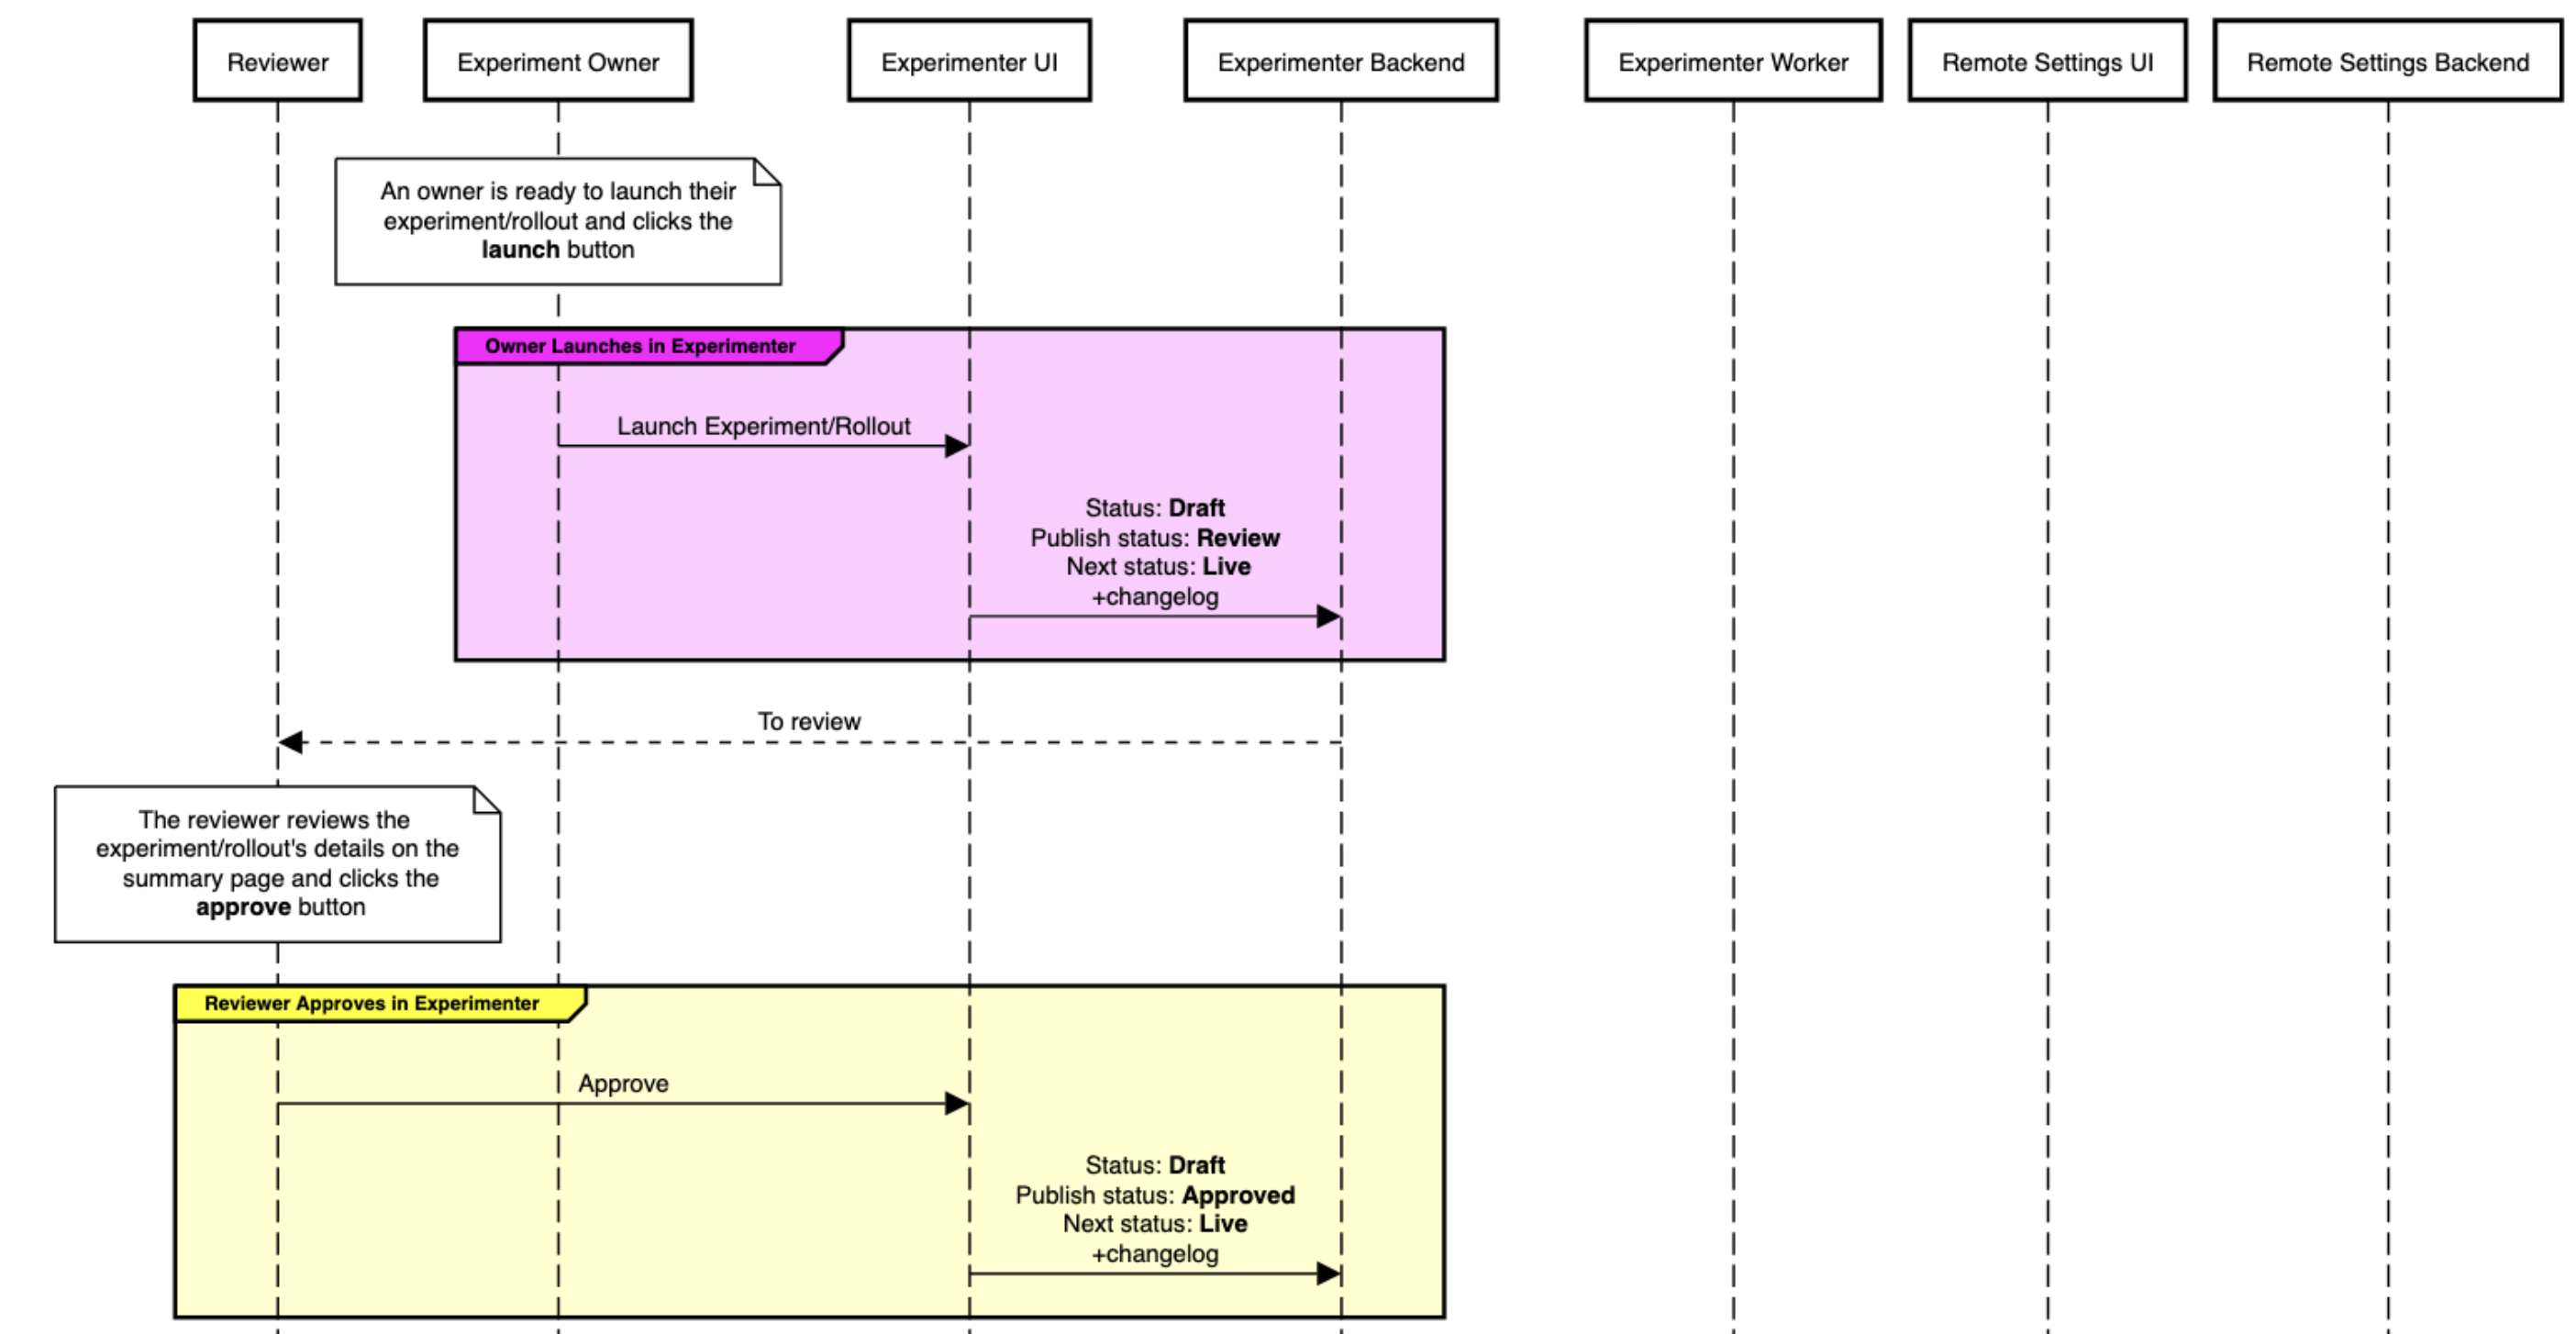 Reviewer
Experiment Owner
Experimenter UI
Experimenter Backend
Experimenter Worker
Remote Settings UI
Remote Settings Backend
An owner is ready to launch their
experiment/rollout and clicks the
launch button
Owner Launches in Experimenter
Launch Experiment/Rollout
Status: Draft
Publish status: Review
Next status: Live
+changelog
To review
The reviewer reviews the
experiment/rollout's details on the
summary page and clicks the
approve button
Reviewer Approves in Experimenter
Approve
Status: Draft
Publish status: Approved
Next status: Live
+changelog